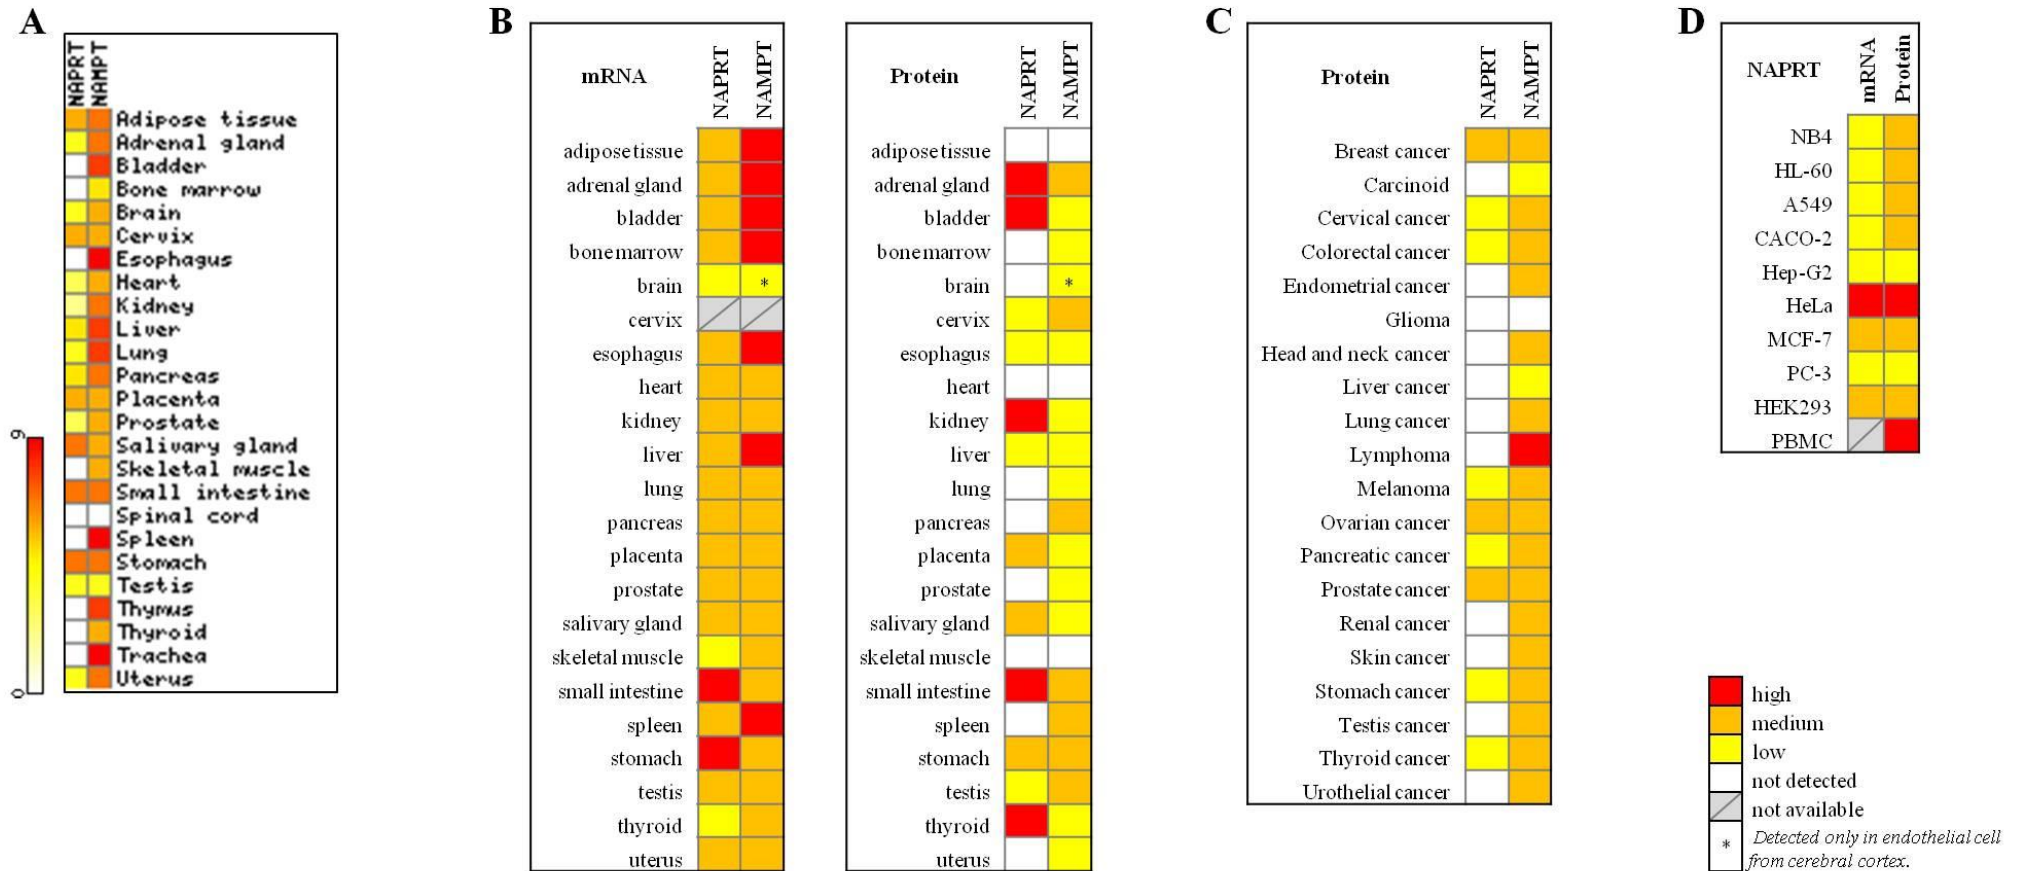 A
NAPRT
NAMPT
Adipose tissue
Adrenal gland
Bladder
Bone marrow
Brain
Cervix
Esophagus
Heart
Kidney
Liver
Lung
Pancreas
Placenta
Prostate
Salivary gland
Skeletal muscle
Small intestine
Spinal cord
Spleen
Stomach
Testis
Thymus
Thyroid
Trachea
Uterus
0
B
mRNA
NAPRT
NAMPT
adipose tissue
adrenal gland
bladder
bone marrow
brain *
cervix
esophagus
heart
kidney
liver
lung
pancreas
placenta
prostate
salivary gland
skeletal muscle
small intestine
spleen
stomach
testis
thyroid
uterus
Protein
NAPRT
NAMPT
adipose tissue
adrenal gland
bladder
bone marrow
brain *
cervix
esophagus
heart
kidney
liver
lung
pancreas
placenta
prostate
salivary gland
skeletal muscle
small intestine
spleen
stomach
testis
thyroid
uterus
C
Protein
NAPRT
NAMPT
Breast cancer
Carcinoid
Cervical cancer
Colorectal cancer
Endometrial cancer
Glioma
Head and neck cancer
Liver cancer
Lung cancer
Lymphoma
Melanoma
Ovarian cancer
Pancreatic cancer
Prostate cancer
Renal cancer
Skin cancer
Stomach cancer
Testis cancer
Thyroid cancer
Urothelial cancer
D
NAPRT
mRNA
Protein
NB4
HL-60
A549
CACO-2
Hep-G2
HeLa
MCF-7
PC-3
HEK293
PBMC
high
medium
low
not detected
not available
* Detected only in endothelial cell
from cerebral cortex.